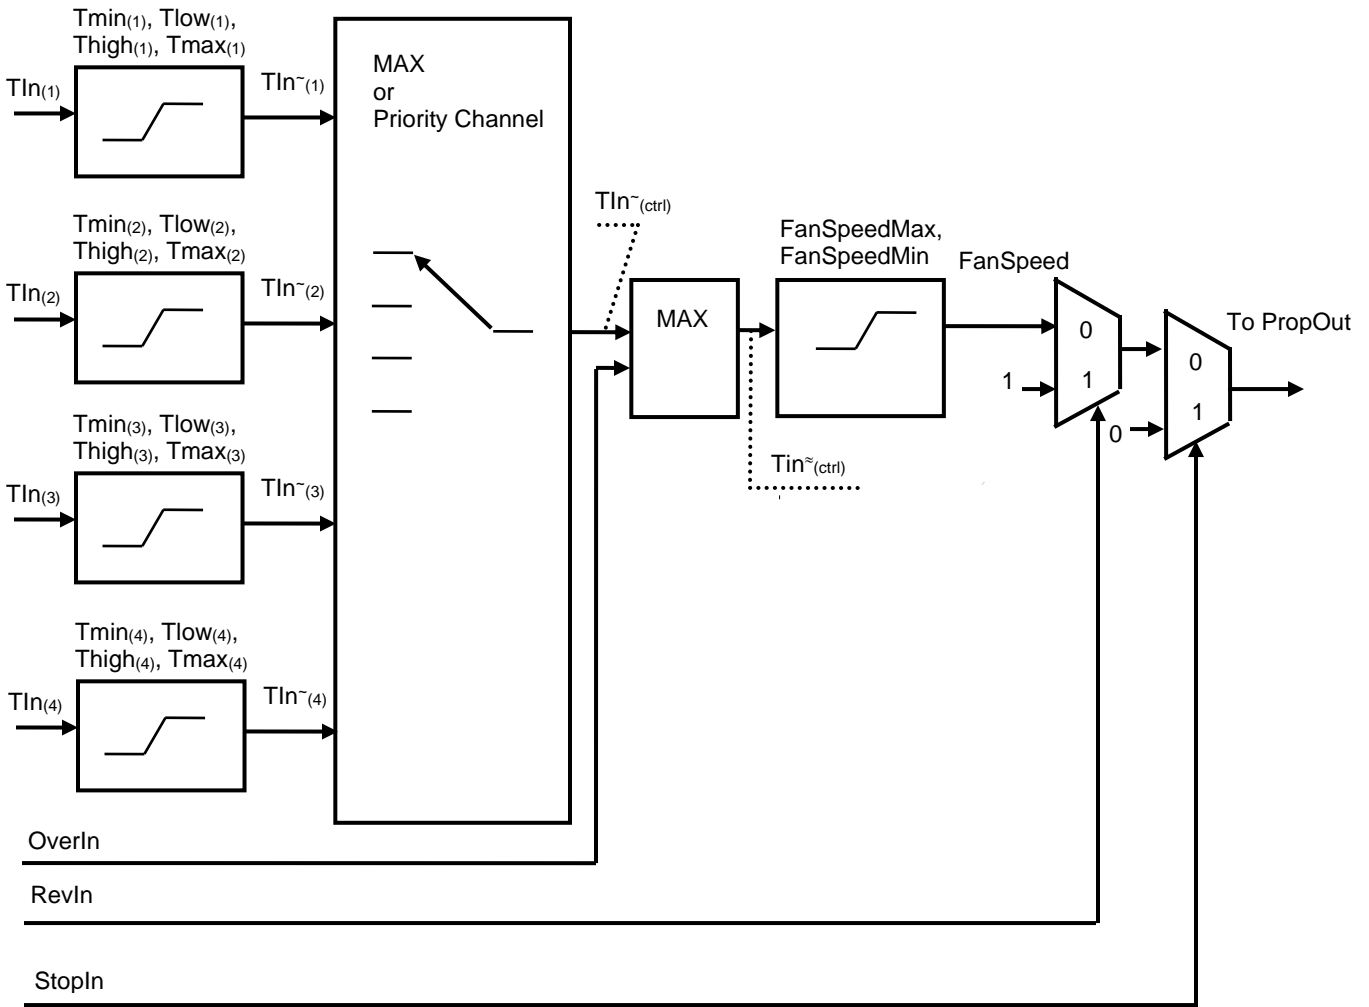 Tmin(1), Tlow(1),
Thigh(1), Tmax(1)
TIn(1)
TIn~(1)
MAX
or
Priority Channel
Tmin(2), Tlow(2),
Thigh(2), Tmax(2)
TIn(2)
TIn~(2)
TIn~(ctrl)
MAX
FanSpeedMax,
FanSpeedMin
FanSpeed
0
1
1
0
1
0
To PropOut
Tin≈(ctrl)
Tmin(3), Tlow(3),
Thigh(3), Tmax(3)
TIn(3)
TIn~(3)
Tmin(4), Tlow(4),
Thigh(4), Tmax(4)
TIn(4)
TIn~(4)
OverIn
RevIn
StopIn